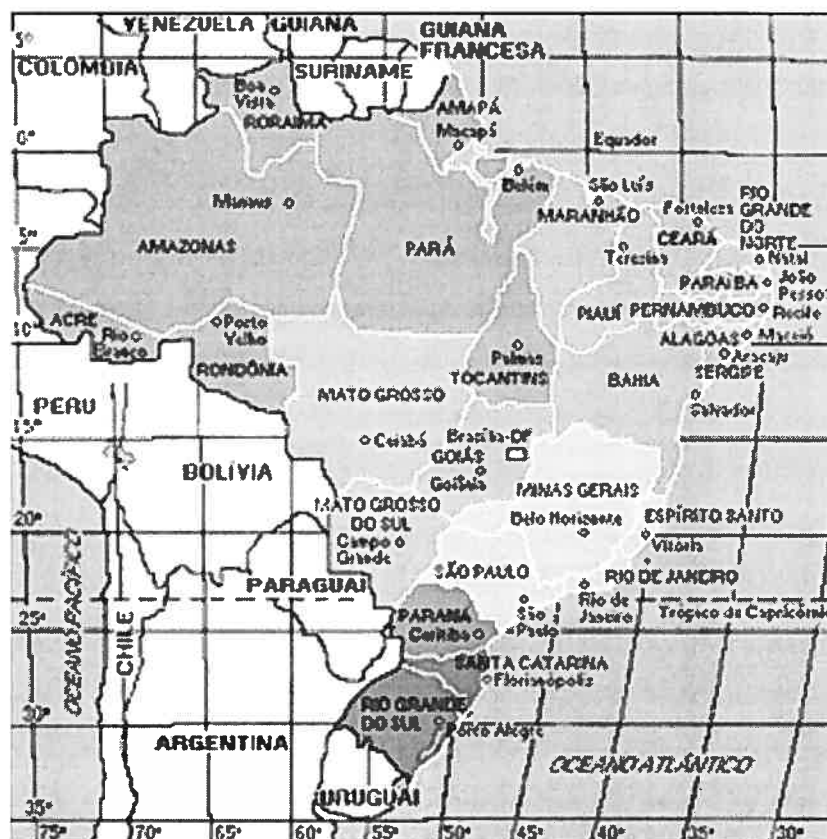 VENEZUELA GUIANA
GUIANA
FRANCESA
5°
COLÔMBIA
SURINAME
Boa
Vista
RORAIMA
AMAPÁ
Macapá
0°
Equador
Belém
São Luís
Manaus
MARANHÃO
Fortaleza
RIO
GRANDE
DO
NORTE
CEARÁ
5°
AMAZONAS
PARÁ
Teresina
Natal
PARAÍBA
João
Pessoa
PIAUÍ
PERNAMBUCO
Recife
ACRE
Rio
Branco
Porto
Velho
10°
ALAGOAS
Maceió
Palmas
Aracaju
RONDÔNIA
TOCANTINS
SERGIPE
BAHIA
MATO GROSSO
PERU
Salvador
15°
Cuiabá
Brasília-DF
GOIÁS
Goiânia
BOLÍVIA
MINAS GERAIS
MATO GROSSO
DO SUL
Campo
Grande
20°
Belo Horizonte
ESPÍRITO SANTO
Vitória
SÃO PAULO
RIO DE JANEIRO
PARAGUAI
Rio de
Janeiro
São
Paulo
Trópico de Capricórnio
OCEANO PACÍFICO
CHILE
PARANÁ
Curitiba
25°
SANTA CATARINA
Florianópolis
RIO GRANDE
DO SUL
Porto Alegre
30°
ARGENTINA
OCEANO ATLÂNTICO
URUGUAI
35°
75° 70° 65° 60° 55° 50° 45° 40° 35° 30°